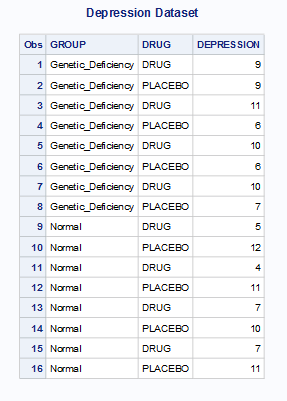 Depression Dataset
Obs GROUP DRUG DEPRESSION
1 Genetic_Deficiency DRUG 9
2 Genetic_Deficiency PLACEBO 9
3 Genetic_Deficiency DRUG 11
4 Genetic_Deficiency PLACEBO 6
5 Genetic_Deficiency DRUG 10
6 Genetic_Deficiency PLACEBO 6
7 Genetic_Deficiency DRUG 10
8 Genetic_Deficiency PLACEBO 7
9 Normal DRUG 5
10 Normal PLACEBO 12
11 Normal DRUG 4
12 Normal PLACEBO 11
13 Normal DRUG 7
14 Normal PLACEBO 10
15 Normal DRUG 7
16 Normal PLACEBO 11